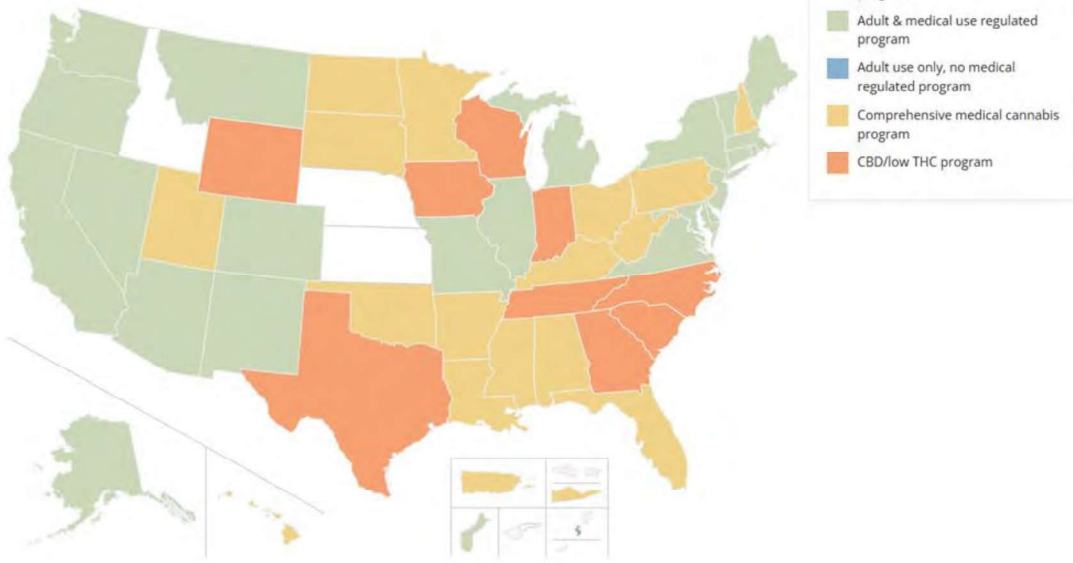 Adult & medical use regulated
program
Adult use only, no medical
regulated program
Comprehensive medical cannabis
program
CBD/low THC program